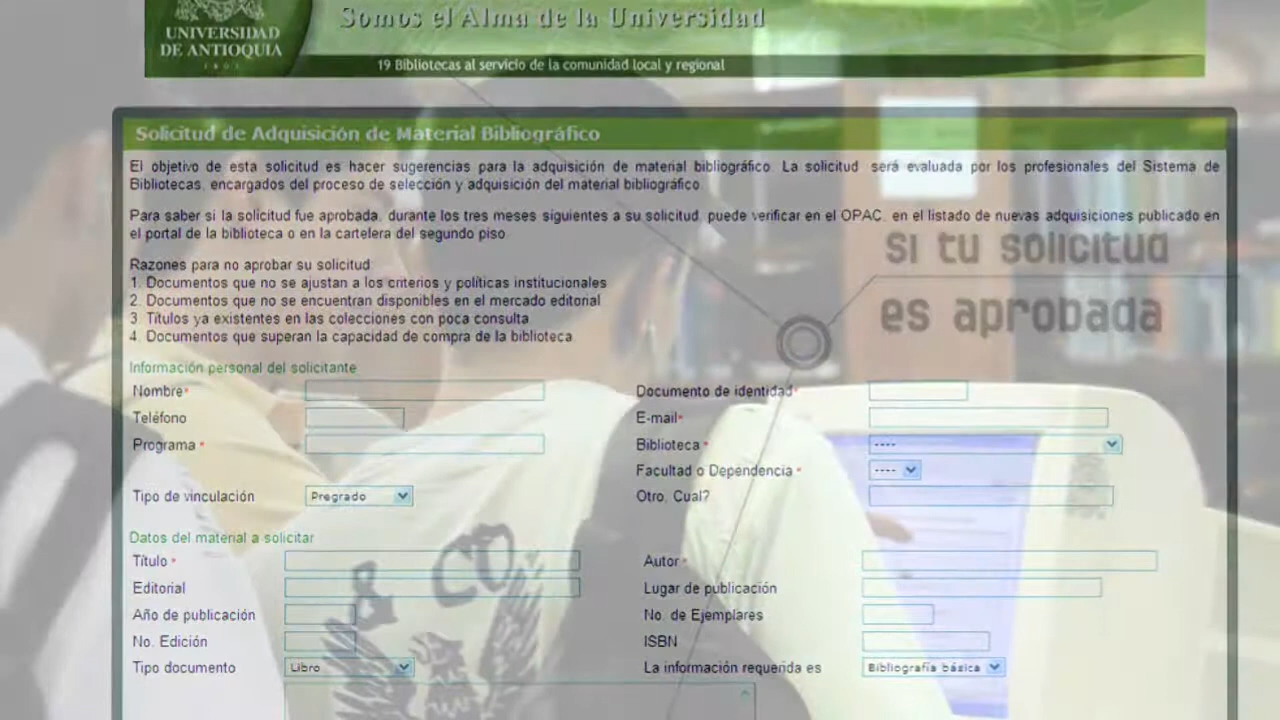 Somos el Alma de la Universidad
UNIVERSIDAD
DE ANTIOQUIA
1803
19 Bibliotecas al servicio de la comunidad local y regional
Solicitud de Adquisición de Material Bibliográfico
El objetivo de esta solicitud es hacer sugerencias para la adquisición de material bibliográfico. La solicitud será evaluada por los profesionales del Sistema de
Bibliotecas, encargados del proceso de selección y adquisición del material bibliográfico.
Para saber si la solicitud fue aprobada, durante los tres meses siguientes a su solicitud, puede verificar en el OPAC, en el listado de nuevas adquisiciones publicado en
el portal de la biblioteca o en la cartelera del segundo piso
si tu solicitud
es aprobada
Razones para no aprobar su solicitud:
1. Documentos que no se ajustan a los criterios y políticas institucionales
2. Documentos que no se encuentran disponibles en el mercado editorial
3. Títulos ya existentes en las colecciones con poca consulta
4. Documentos que superan la capacidad de compra de la biblioteca
Información personal del solicitante
Nombre* Documento de identidad*
Teléfono E-mail*
Programa * Biblioteca * ----
Facultad o Dependencia * ----
Tipo de vinculación Pregrado Otro, Cual?
Datos del material a solicitar
Título * Autor *
Editorial Lugar de publicación
Año de publicación No. de Ejemplares
No. Edición ISBN
Tipo documento Libro La información requerida es Bibliografía básica
& CO